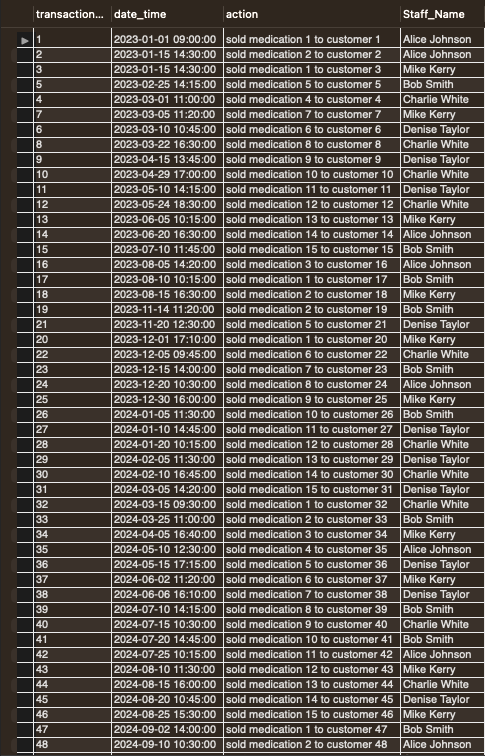 transaction... date_time action Staff_Name
1 2023-01-01 09:00:00 sold medication 1 to customer 1 Alice Johnson
2 2023-01-15 14:30:00 sold medication 2 to customer 2 Alice Johnson
3 2023-01-15 14:30:00 sold medication 1 to customer 3 Mike Kerry
5 2023-02-25 14:15:00 sold medication 5 to customer 5 Bob Smith
4 2023-03-01 11:00:00 sold medication 4 to customer 4 Charlie White
7 2023-03-05 11:20:00 sold medication 7 to customer 7 Mike Kerry
6 2023-03-10 10:45:00 sold medication 6 to customer 6 Denise Taylor
8 2023-03-22 16:30:00 sold medication 8 to customer 8 Charlie White
9 2023-04-15 13:45:00 sold medication 9 to customer 9 Denise Taylor
10 2023-04-29 17:00:00 sold medication 10 to customer 10 Charlie White
11 2023-05-10 14:15:00 sold medication 11 to customer 11 Denise Taylor
12 2023-05-24 18:30:00 sold medication 12 to customer 12 Charlie White
13 2023-06-05 10:15:00 sold medication 13 to customer 13 Mike Kerry
14 2023-06-20 16:30:00 sold medication 14 to customer 14 Alice Johnson
15 2023-07-10 11:45:00 sold medication 15 to customer 15 Bob Smith
16 2023-08-05 14:20:00 sold medication 3 to customer 16 Alice Johnson
17 2023-08-10 10:15:00 sold medication 1 to customer 17 Bob Smith
18 2023-08-15 16:30:00 sold medication 2 to customer 18 Mike Kerry
19 2023-11-14 11:20:00 sold medication 2 to customer 19 Bob Smith
21 2023-11-20 12:30:00 sold medication 5 to customer 21 Denise Taylor
20 2023-12-01 17:10:00 sold medication 1 to customer 20 Mike Kerry
22 2023-12-05 09:45:00 sold medication 6 to customer 22 Charlie White
23 2023-12-15 14:00:00 sold medication 7 to customer 23 Bob Smith
24 2023-12-20 10:30:00 sold medication 8 to customer 24 Alice Johnson
25 2023-12-30 16:00:00 sold medication 9 to customer 25 Mike Kerry
26 2024-01-05 11:30:00 sold medication 10 to customer 26 Bob Smith
27 2024-01-10 14:45:00 sold medication 11 to customer 27 Denise Taylor
28 2024-01-20 10:15:00 sold medication 12 to customer 28 Charlie White
29 2024-02-05 11:30:00 sold medication 13 to customer 29 Denise Taylor
30 2024-02-10 16:45:00 sold medication 14 to customer 30 Charlie White
31 2024-03-05 14:20:00 sold medication 15 to customer 31 Denise Taylor
32 2024-03-15 09:30:00 sold medication 1 to customer 32 Charlie White
33 2024-03-25 11:00:00 sold medication 2 to customer 33 Bob Smith
34 2024-04-05 16:40:00 sold medication 3 to customer 34 Mike Kerry
35 2024-05-10 12:30:00 sold medication 4 to customer 35 Alice Johnson
36 2024-05-15 17:15:00 sold medication 5 to customer 36 Denise Taylor
37 2024-06-02 11:20:00 sold medication 6 to customer 37 Mike Kerry
38 2024-06-06 16:10:00 sold medication 7 to customer 38 Denise Taylor
39 2024-07-10 14:15:00 sold medication 8 to customer 39 Bob Smith
40 2024-07-15 10:30:00 sold medication 9 to customer 40 Charlie White
41 2024-07-20 14:45:00 sold medication 10 to customer 41 Bob Smith
42 2024-07-25 10:15:00 sold medication 11 to customer 42 Alice Johnson
43 2024-08-10 11:30:00 sold medication 12 to customer 43 Mike Kerry
44 2024-08-15 16:00:00 sold medication 13 to customer 44 Charlie White
45 2024-08-20 10:45:00 sold medication 14 to customer 45 Denise Taylor
46 2024-08-25 15:30:00 sold medication 15 to customer 46 Mike Kerry
47 2024-09-02 14:00:00 sold medication 1 to customer 47 Bob Smith
48 2024-09-10 10:30:00 sold medication 2 to customer 48 Alice Johnson